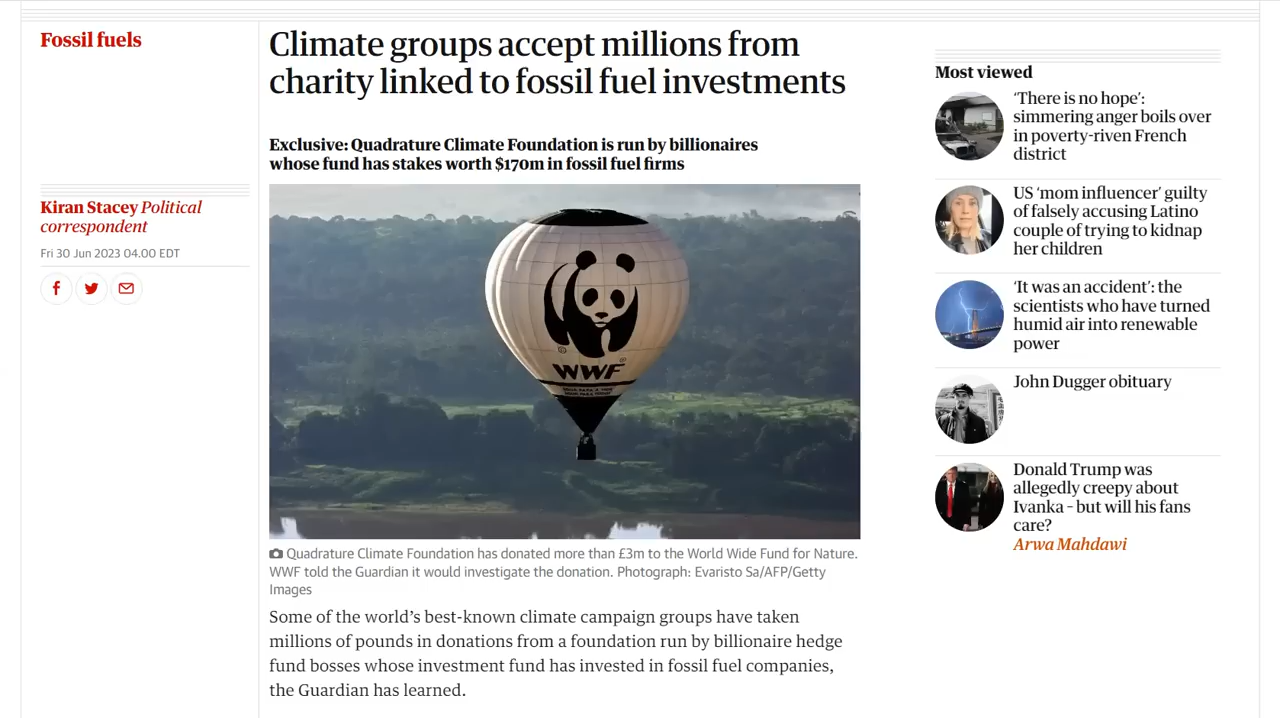 Fossil fuels
Climate groups accept millions from
charity linked to fossil fuel investments
Exclusive: Quadrature Climate Foundation is run by billionaires
whose fund has stakes worth $170m in fossil fuel firms
Kiran Stacey Political
correspondent
Fri 30 Jun 2023 04.00 EDT
WWF
Quadrature Climate Foundation has donated more than £3m to the World Wide Fund for Nature.
WWF told the Guardian it would investigate the donation. Photograph: Evaristo Sa/AFP/Getty
Images
Some of the world’s best-known climate campaign groups have taken
millions of pounds in donations from a foundation run by billionaire hedge
fund bosses whose investment fund has invested in fossil fuel companies,
the Guardian has learned.
Most viewed
‘There is no hope’:
simmering anger boils over
in poverty-riven French
district
US ‘mom influencer’ guilty
of falsely accusing Latino
couple of trying to kidnap
her children
‘It was an accident’: the
scientists who have turned
humid air into renewable
power
John Dugger obituary
Donald Trump was
allegedly creepy about
Ivanka – but will his fans
care?
Arwa Mahdawi